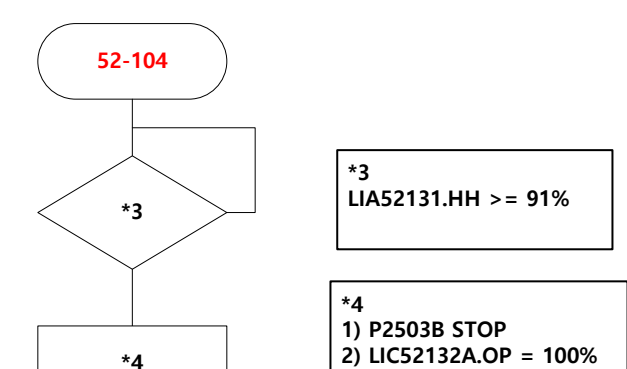 52-104
*3
*3
LIA52131.HH >= 91%
*4
1) P2503B STOP
2) LIC52132A.OP = 100%
*4